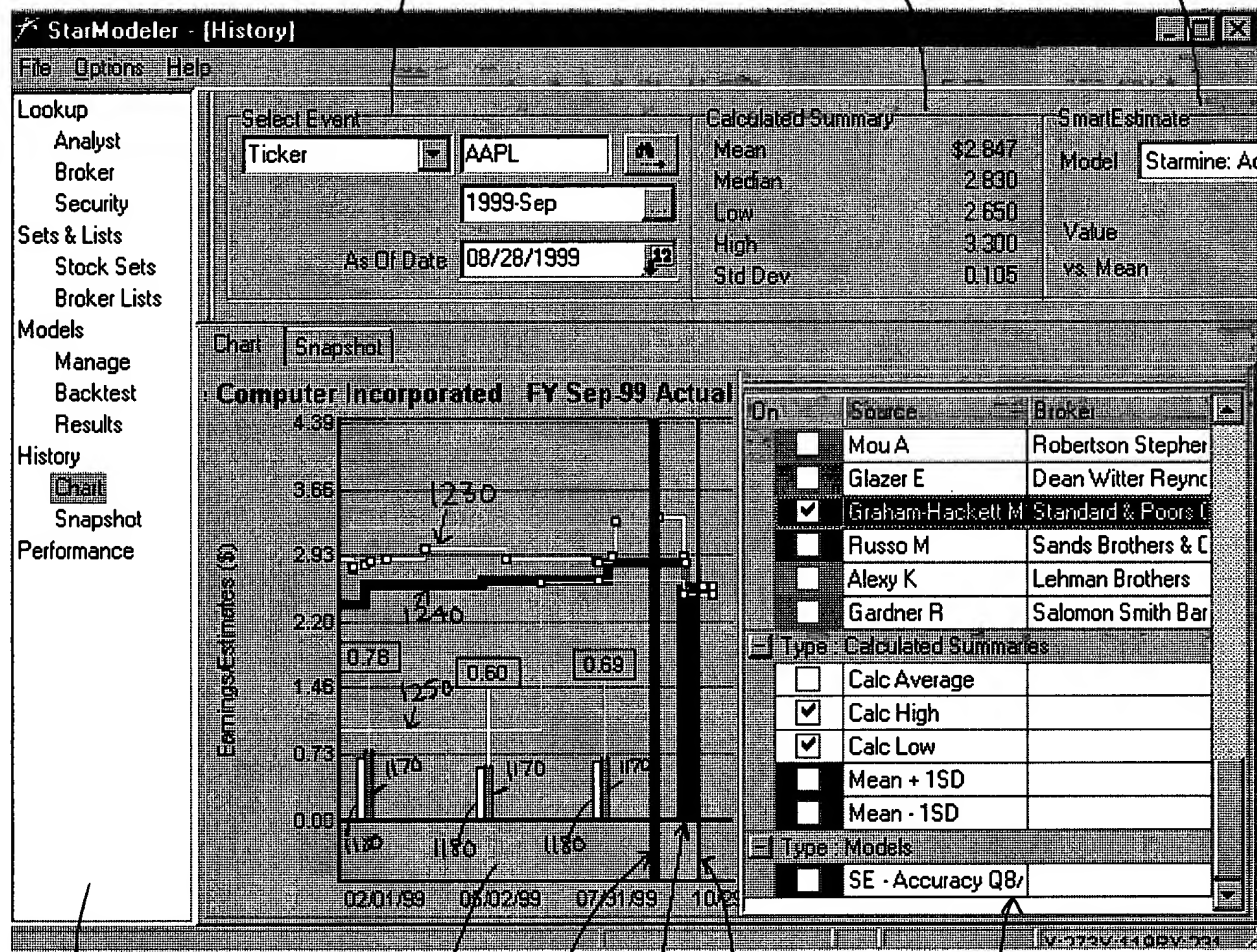 StarModeler - [History]
File Options Help
Lookup
Analyst
Broker
Security
Sets & Lists
Stock Sets
Broker Lists
Models
Manage
Backtest
Results
History
Chart
Snapshot
Performance
Select Event
Ticker AAPL
1999-Sep
As Of Date 08/28/1999 12
Calculated Summary
Mean $2.847
Median 2.830
Low 2.650
High 3.300
Std Dev 0.105
SmartEstimate
Model Starmine: Ac
Value
vs. Mean
Chart Snapshot
Computer Incorporated FY Sep-99 Actual
Earnings/Estimates (6)
4.39
3.66
2.93
2.20
1.46
0.73
0.00
1230
1240
0.78 0.60 0.69
1250
1170 1170 1170
1180 1180 1180
02/01/99 05/02/99 07/31/99 10/29
On Source Broker
Mou A Robertson Stepher
Glazer E Dean Witter Reync
Graham-Hackett M Standard & Poors
Russo M Sands Brothers & C
Alexy K Lehman Brothers
Gardner R Salomon Smith Bar
Type : Calculated Summaries
Calc Average
Calc High
Calc Low
Mean + 1SD
Mean - 1SD
Type : Models
SE - Accuracy Q8/